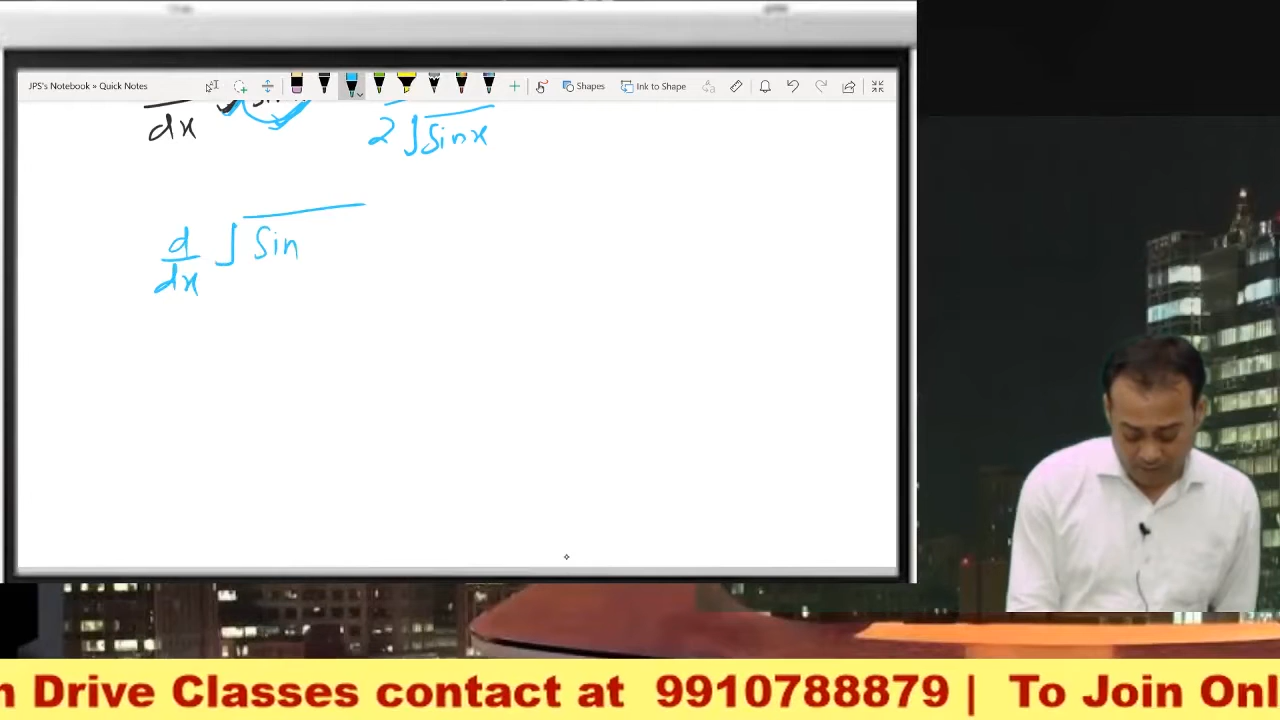 JPS's Notebook » Quick Notes
Shapes
Ink to Shape
dx
2√sinx
d/dx √Sin
n Drive Classes contact at 9910788879 | To Join Onl